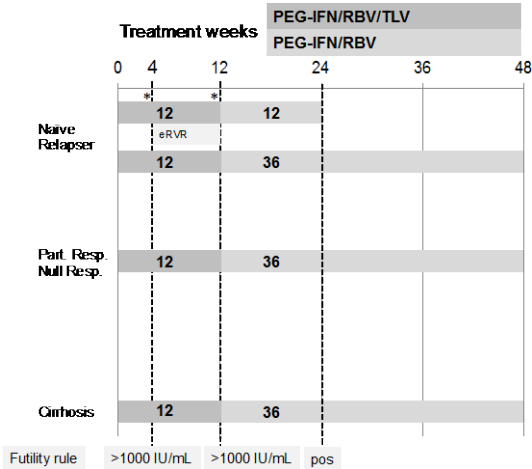 Treatment weeks
PEG-IFN/RBV/TLV
PEG-IFN/RBV
0 4 12 24 36 48
* *
12 12
Naive
Relapser
eRVR
12 36
Part. Resp.
Null Resp.
12 36
Cirrhosis
12 36
Futility rule >1000 IU/mL >1000 IU/mL pos